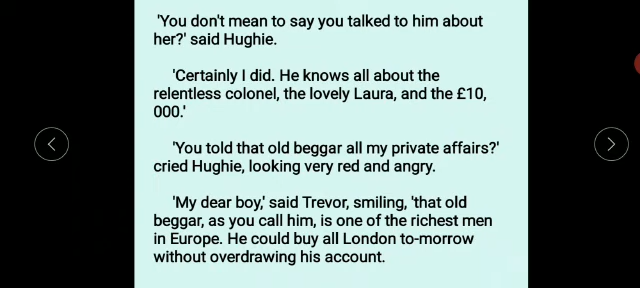 'You don't mean to say you talked to him about
her?' said Hughie.
'Certainly I did. He knows all about the
relentless colonel, the lovely Laura, and the £10,
000.'
'You told that old beggar all my private affairs?'
cried Hughie, looking very red and angry.
'My dear boy,' said Trevor, smiling, 'that old
beggar, as you call him, is one of the richest men
in Europe. He could buy all London to-morrow
without overdrawing his account.